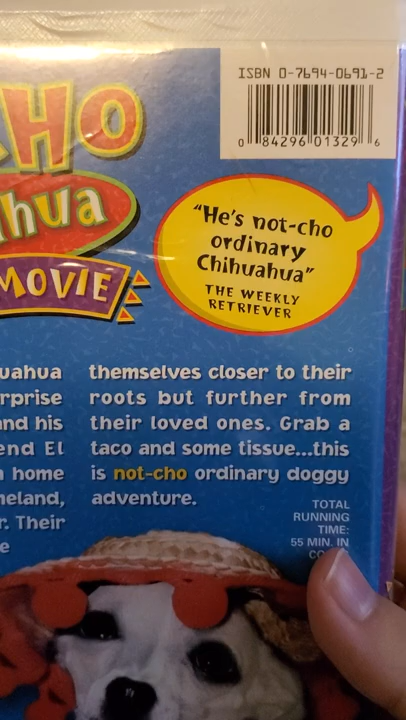 ISBN 0-7694-0691-2
0 84296 01329 6
CHO
hua
MOVIE
"He's not-cho
ordinary
Chihuahua"
THE WEEKLY
RETRIEVER
uahua
rprise
and his
end El
home
meland,
r. Their
e
themselves closer to their
roots but further from
their loved ones. Grab a
taco and some tissue...this
is not-cho ordinary doggy
adventure.
TOTAL
RUNNING
TIME:
55 MIN. IN
CO